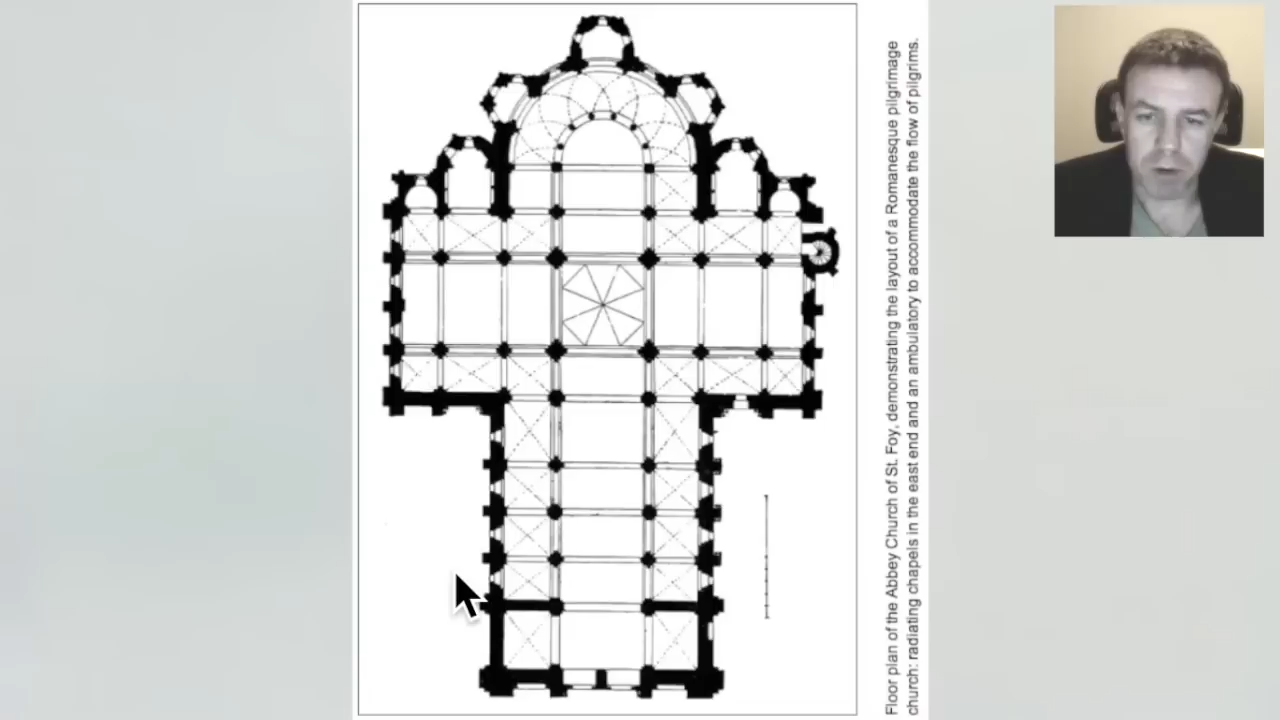 Floor plan of the Abbey Church of St. Foy, demonstrating the layout of a Romanesque pilgrimage
church: radiating chapels in the east end and an ambulatory to accommodate the flow of pilgrims.